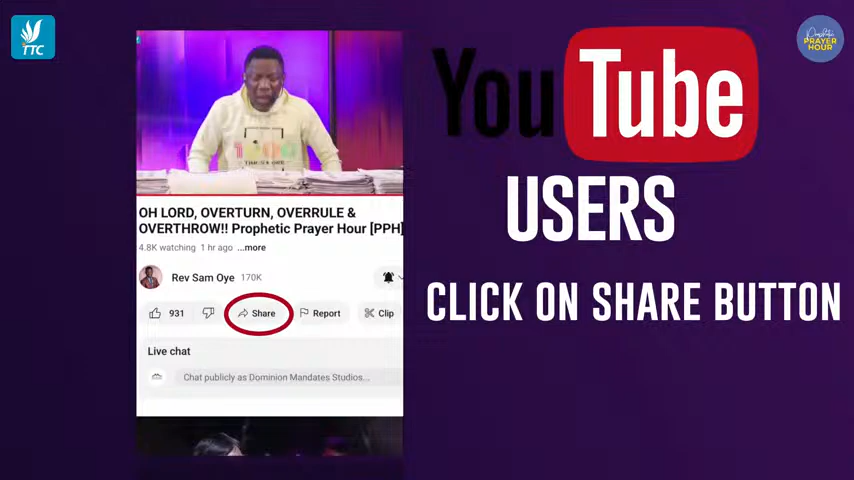 TTC
Prophetic
PRAYER
HOUR
YouTube
USERS
CLICK ON SHARE BUTTON
OH LORD, OVERTURN, OVERRULE &
OVERTHROW!! Prophetic Prayer Hour [PPH]
4.8K watching 1 hr ago ...more
Rev Sam Oye 170K
931 Share Report Clip
Live chat
Chat publicly as Dominion Mandates Studios...